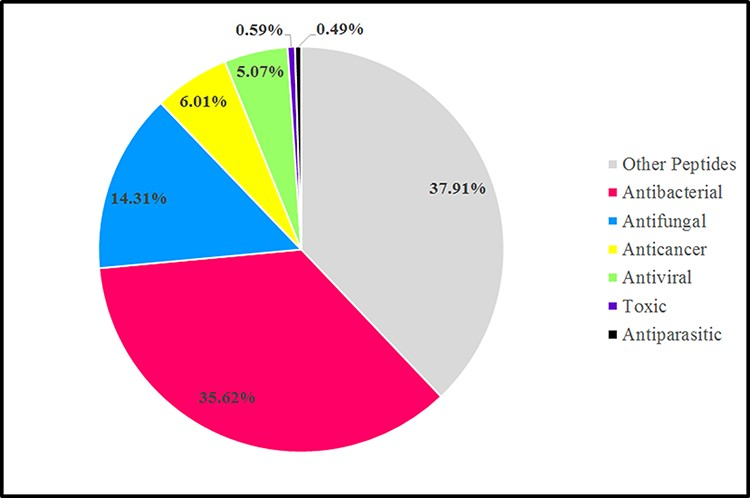 0.59%
0.49%
5.07%
6.01%
14.31%
37.91%
35.62%
Other Peptides
Antibacterial
Antifungal
Anticancer
Antiviral
Toxic
Antiparasitic